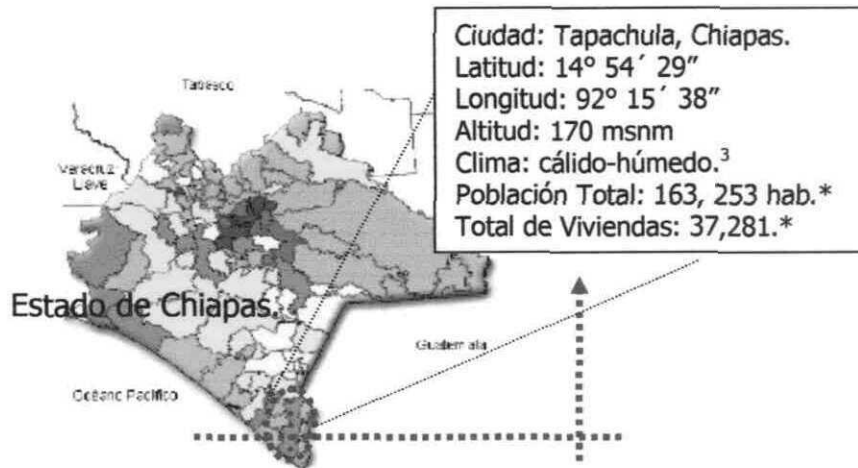 Ciudad: Tapachula, Chiapas.
Latitud: 14° 54´ 29”
Longitud: 92° 15´ 38”
Altitud: 170 msnm
Clima: cálido-húmedo.³
Población Total: 163, 253 hab.*
Total de Viviendas: 37,281.*
Tabasco
Veracruz-
Llave
Estado de Chiapas.
Guatemala
Océano Pacífico